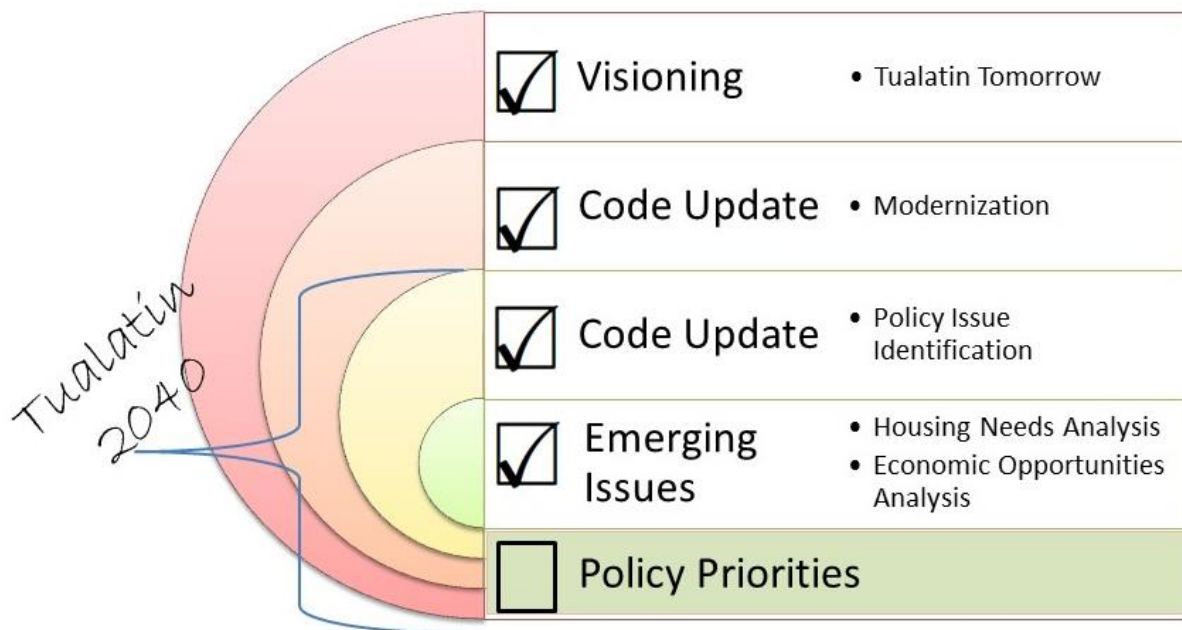 Visioning
• Tualatin Tomorrow
Code Update
• Modernization
Code Update
• Policy Issue
Identification
Emerging
Issues
• Housing Needs Analysis
• Economic Opportunities
Analysis
Policy Priorities
Tualatin
2040